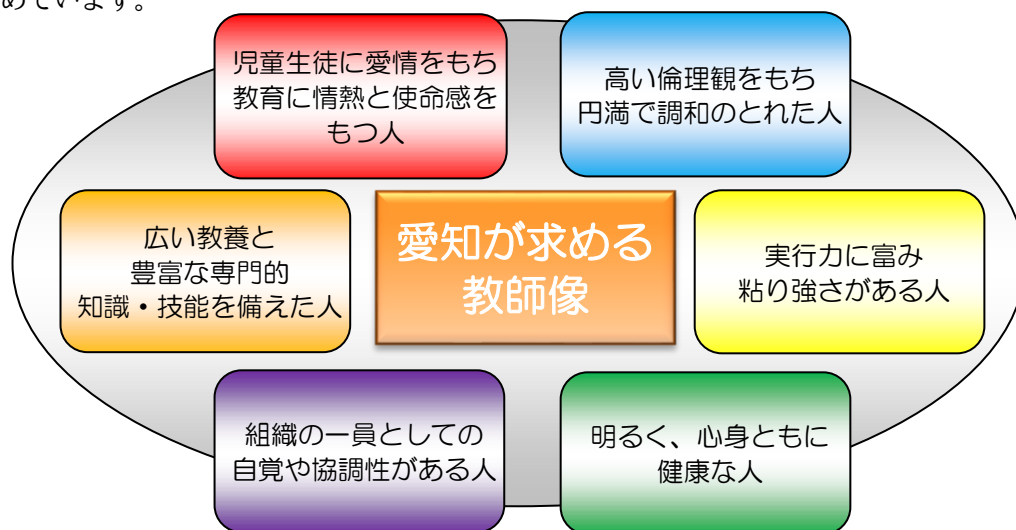 めています。
児童生徒に愛情をもち
教育に情熱と使命感を
もつ人
高い倫理観をもち
円満で調和のとれた人
広い教養と
豊富な専門的
知識・技能を備えた人
愛知が求める
教師像
実行力に富み
粘り強さがある人
組織の一員としての
自覚や協調性がある人
明るく、心身ともに
健康な人